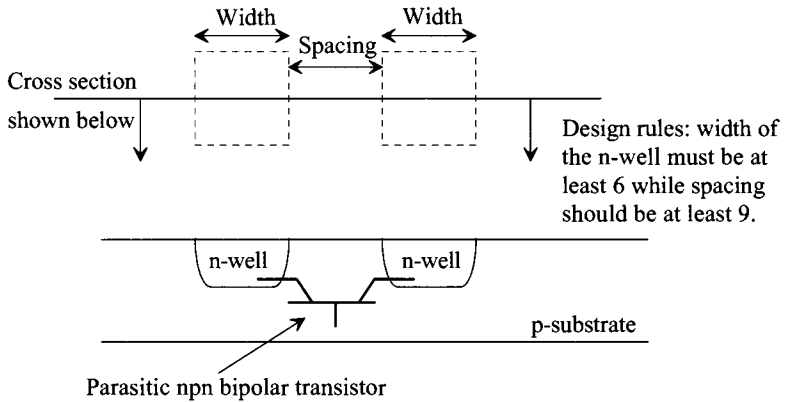 Width
Width
Spacing
Cross section
shown below
Design rules: width of
the n-well must be at
least 6 while spacing
should be at least 9.
n-well
n-well
p-substrate
Parasitic npn bipolar transistor